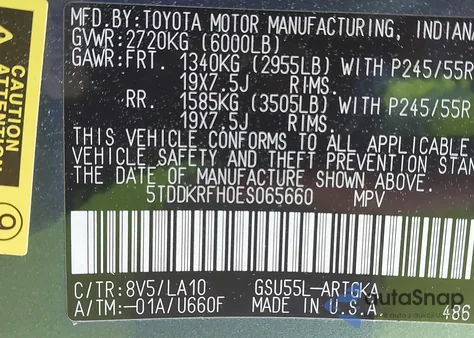 MFD.BY:TOYOTA MOTOR MANUFACTURING, INDIANA
GVWR:2720KG (6000LB)
GAWR:FRT. 1340KG (2955LB) WITH P245/55R
19X7.5J RIMS.
RR. 1585KG (3505LB) WITH P245/55R
19X7.5J RIMS.
THIS VEHICLE CONFORMS TO ALL APPLICABLE
VEHICLE SAFETY AND THEFT PREVENTION STAN
THE DATE OF MANUFACTURE SHOWN ABOVE.
5TDDKRFH0ES065660 MPV
C/TR:8V5/LA10 GSU55L-ARTGKA
A/TM:-01A/U660F MADE IN U.S.A. 486
CAUTION
ATTENTION
autaSnap